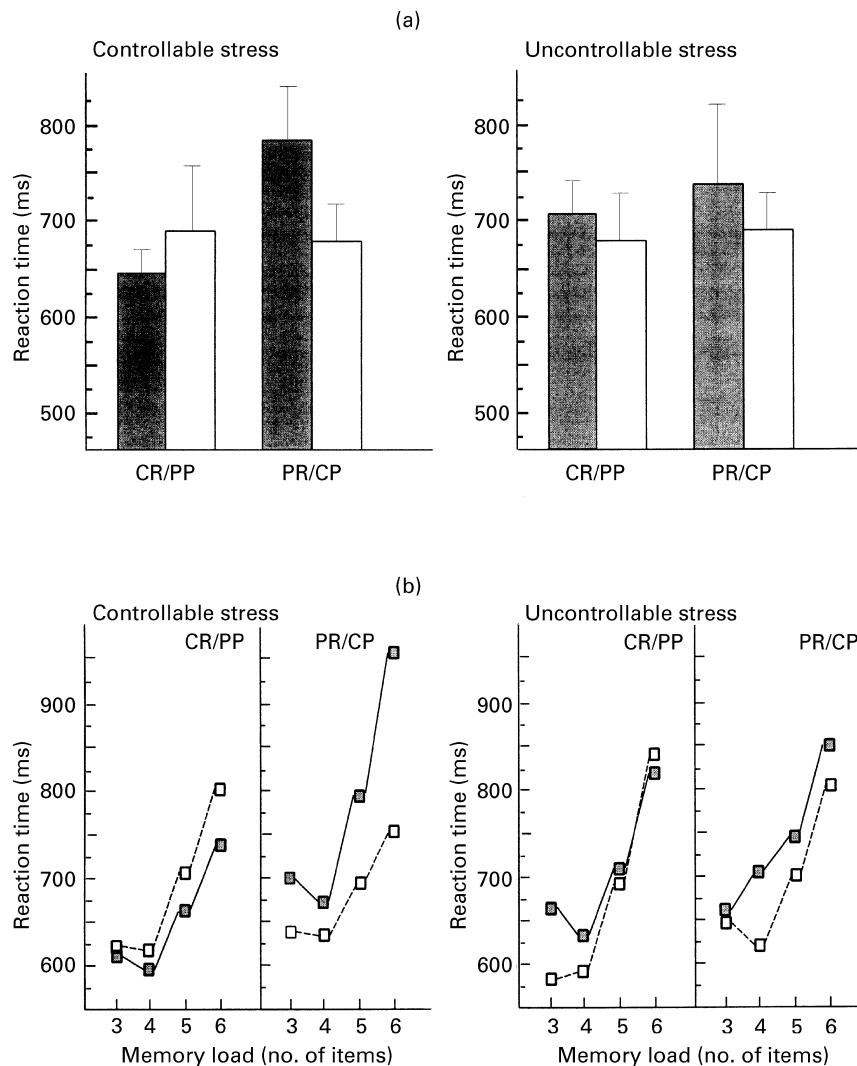 (a)
Controllable stress
Uncontrollable stress
Reaction time (ms)
800
700
600
500
CR/PP
PR/CP
Reaction time (ms)
800
700
600
500
CR/PP
PR/CP
(b)
Controllable stress
Uncontrollable stress
CR/PP
PR/CP
CR/PP
PR/CP
Reaction time (ms)
900
800
700
600
3 4 5 6
3 4 5 6
Memory load (no. of items)
Reaction time (ms)
900
800
700
600
3 4 5 6
3 4 5 6
Memory load (no. of items)